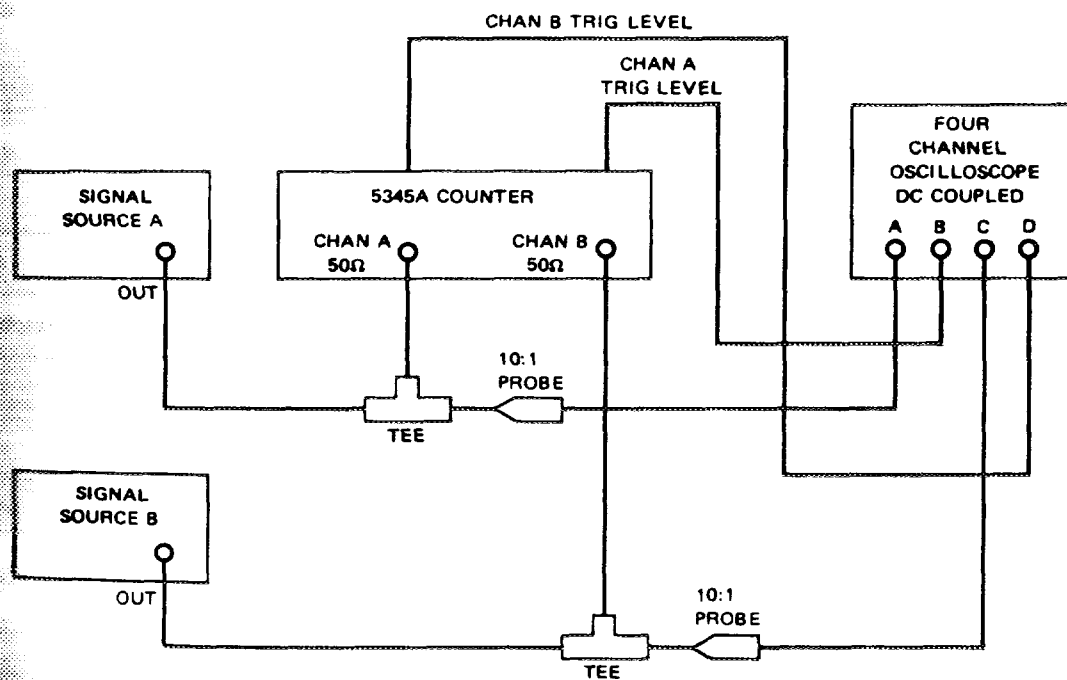 CHAN B TRIG LEVEL
CHAN A
TRIG LEVEL
FOUR
CHANNEL
OSCILLOSCOPE
DC COUPLED
A B C D
SIGNAL
SOURCE A
OUT
5345A COUNTER
CHAN A
50Ω
CHAN B
50Ω
10:1
PROBE
TEE
SIGNAL
SOURCE B
OUT
10:1
PROBE
TEE